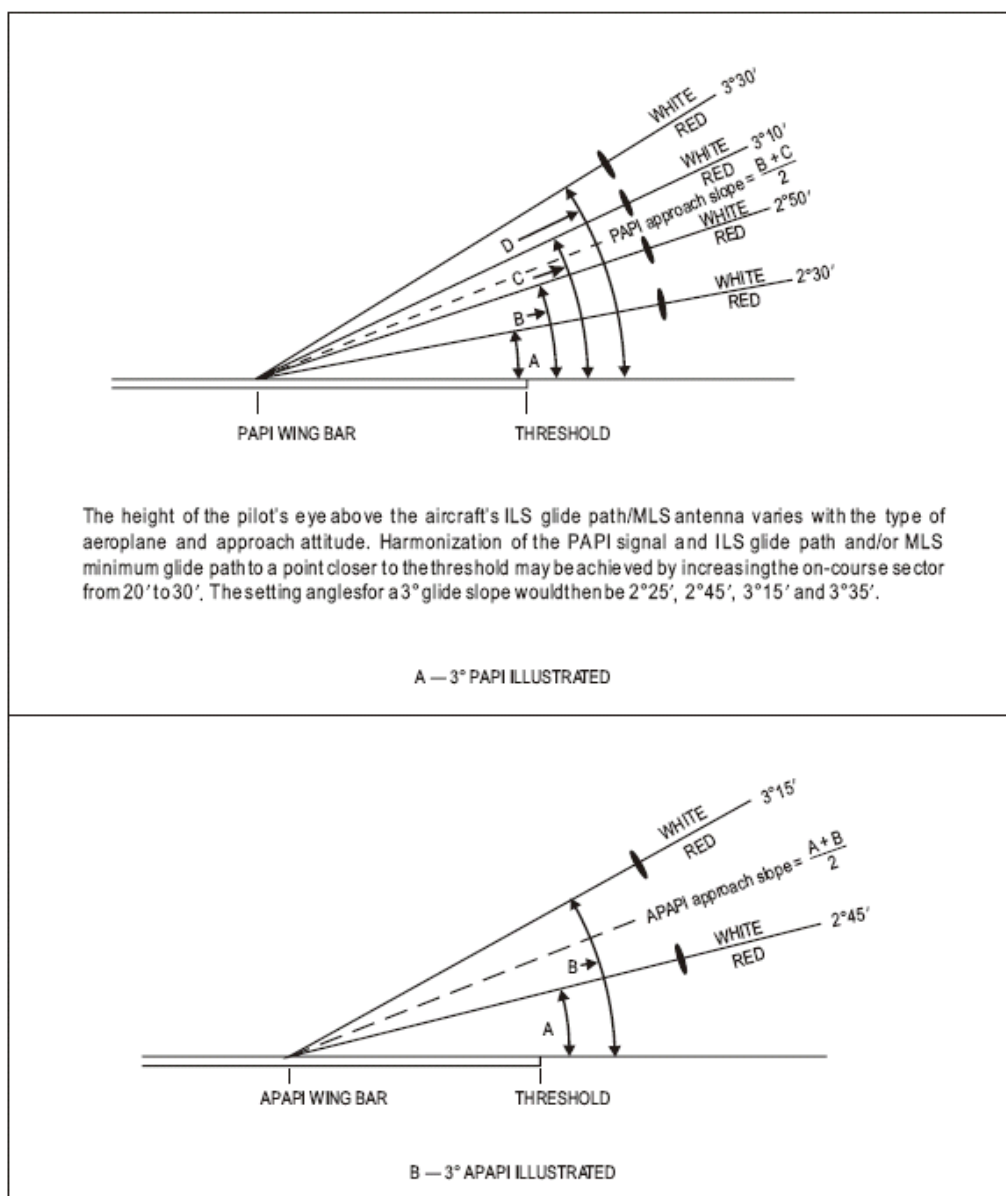 WHITE 3°30′
RED
WHITE 3°10′
RED
PAPI approach slope = B + C
2
WHITE 2°50′
RED
WHITE 2°30′
RED
D
C
B
A
PAPI WING BAR THRESHOLD
The height of the pilot's eye above the aircraft's ILS glide path/MLS antenna varies with the type of
aeroplane and approach attitude. Harmonization of the PAPI signal and ILS glide path and/or MLS
minimum glide path to a point closer to the threshold may be achieved by increasing the on-course sector
from 20′ to 30′. The setting angles for a 3° glide slope would then be 2°25′, 2°45′, 3°15′ and 3°35′.
A — 3° PAPI ILLUSTRATED
WHITE 3°15′
RED
APAPI approach slope = A + B
2
WHITE 2°45′
RED
B
A
APAPI WING BAR THRESHOLD
B — 3° APAPI ILLUSTRATED